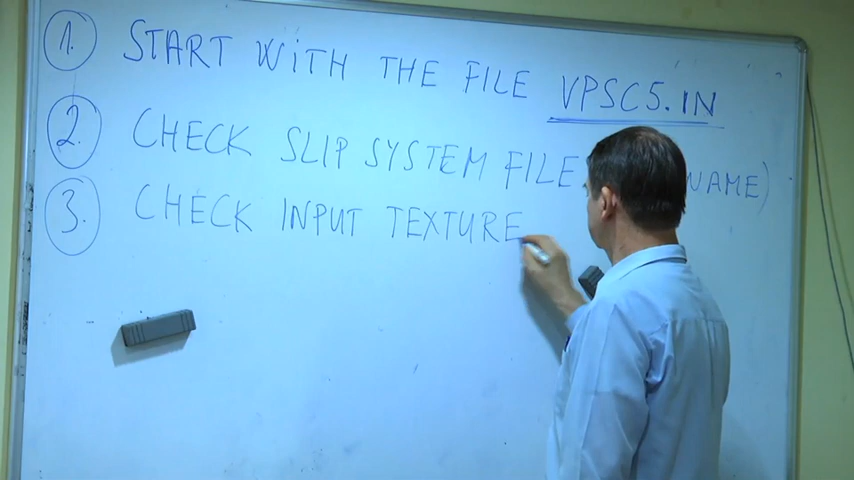 1. START WITH THE FILE VPSC5.IN
2. CHECK SLIP SYSTEM FILE NAME)
3. CHECK INPUT TEXTURE